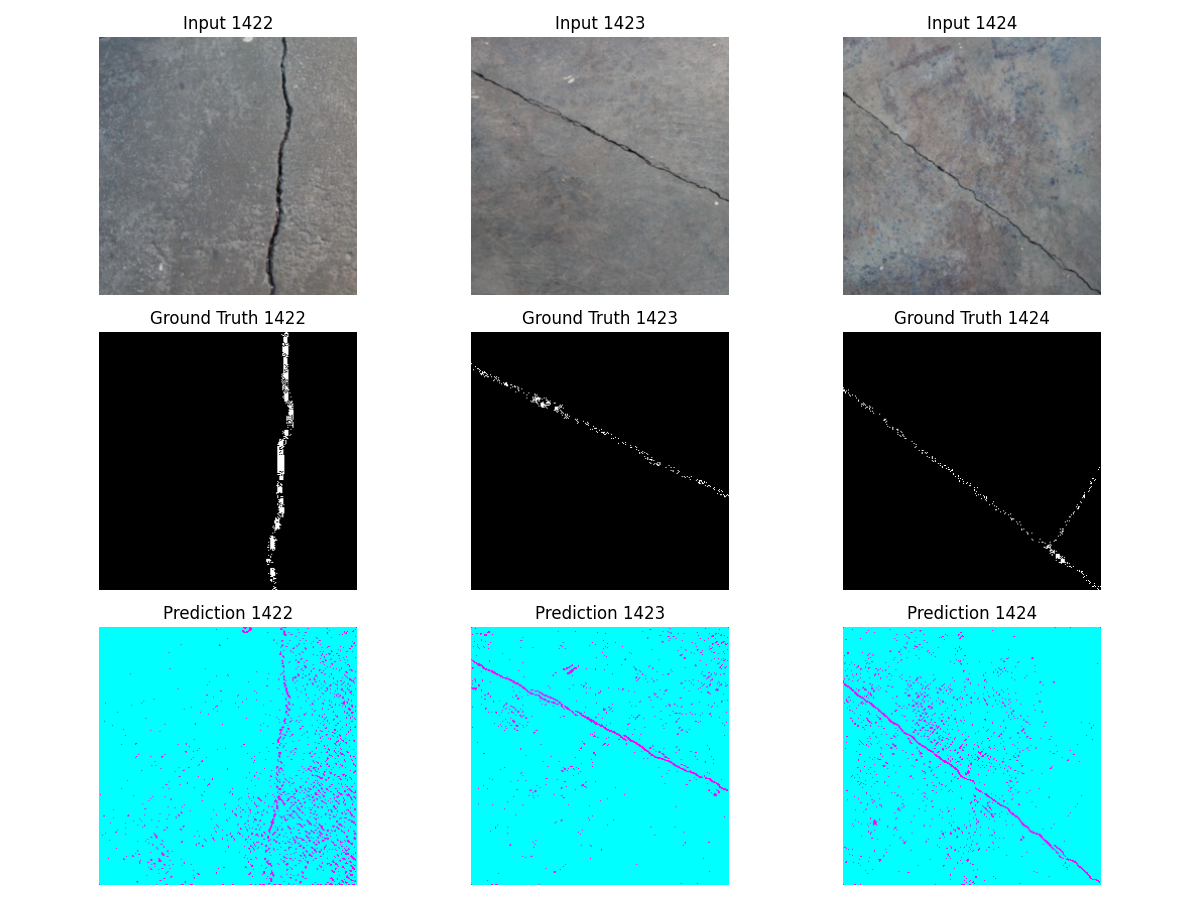 Input 1422
Input 1423
Input 1424
Ground Truth 1422
Ground Truth 1423
Ground Truth 1424
Prediction 1422
Prediction 1423
Prediction 1424